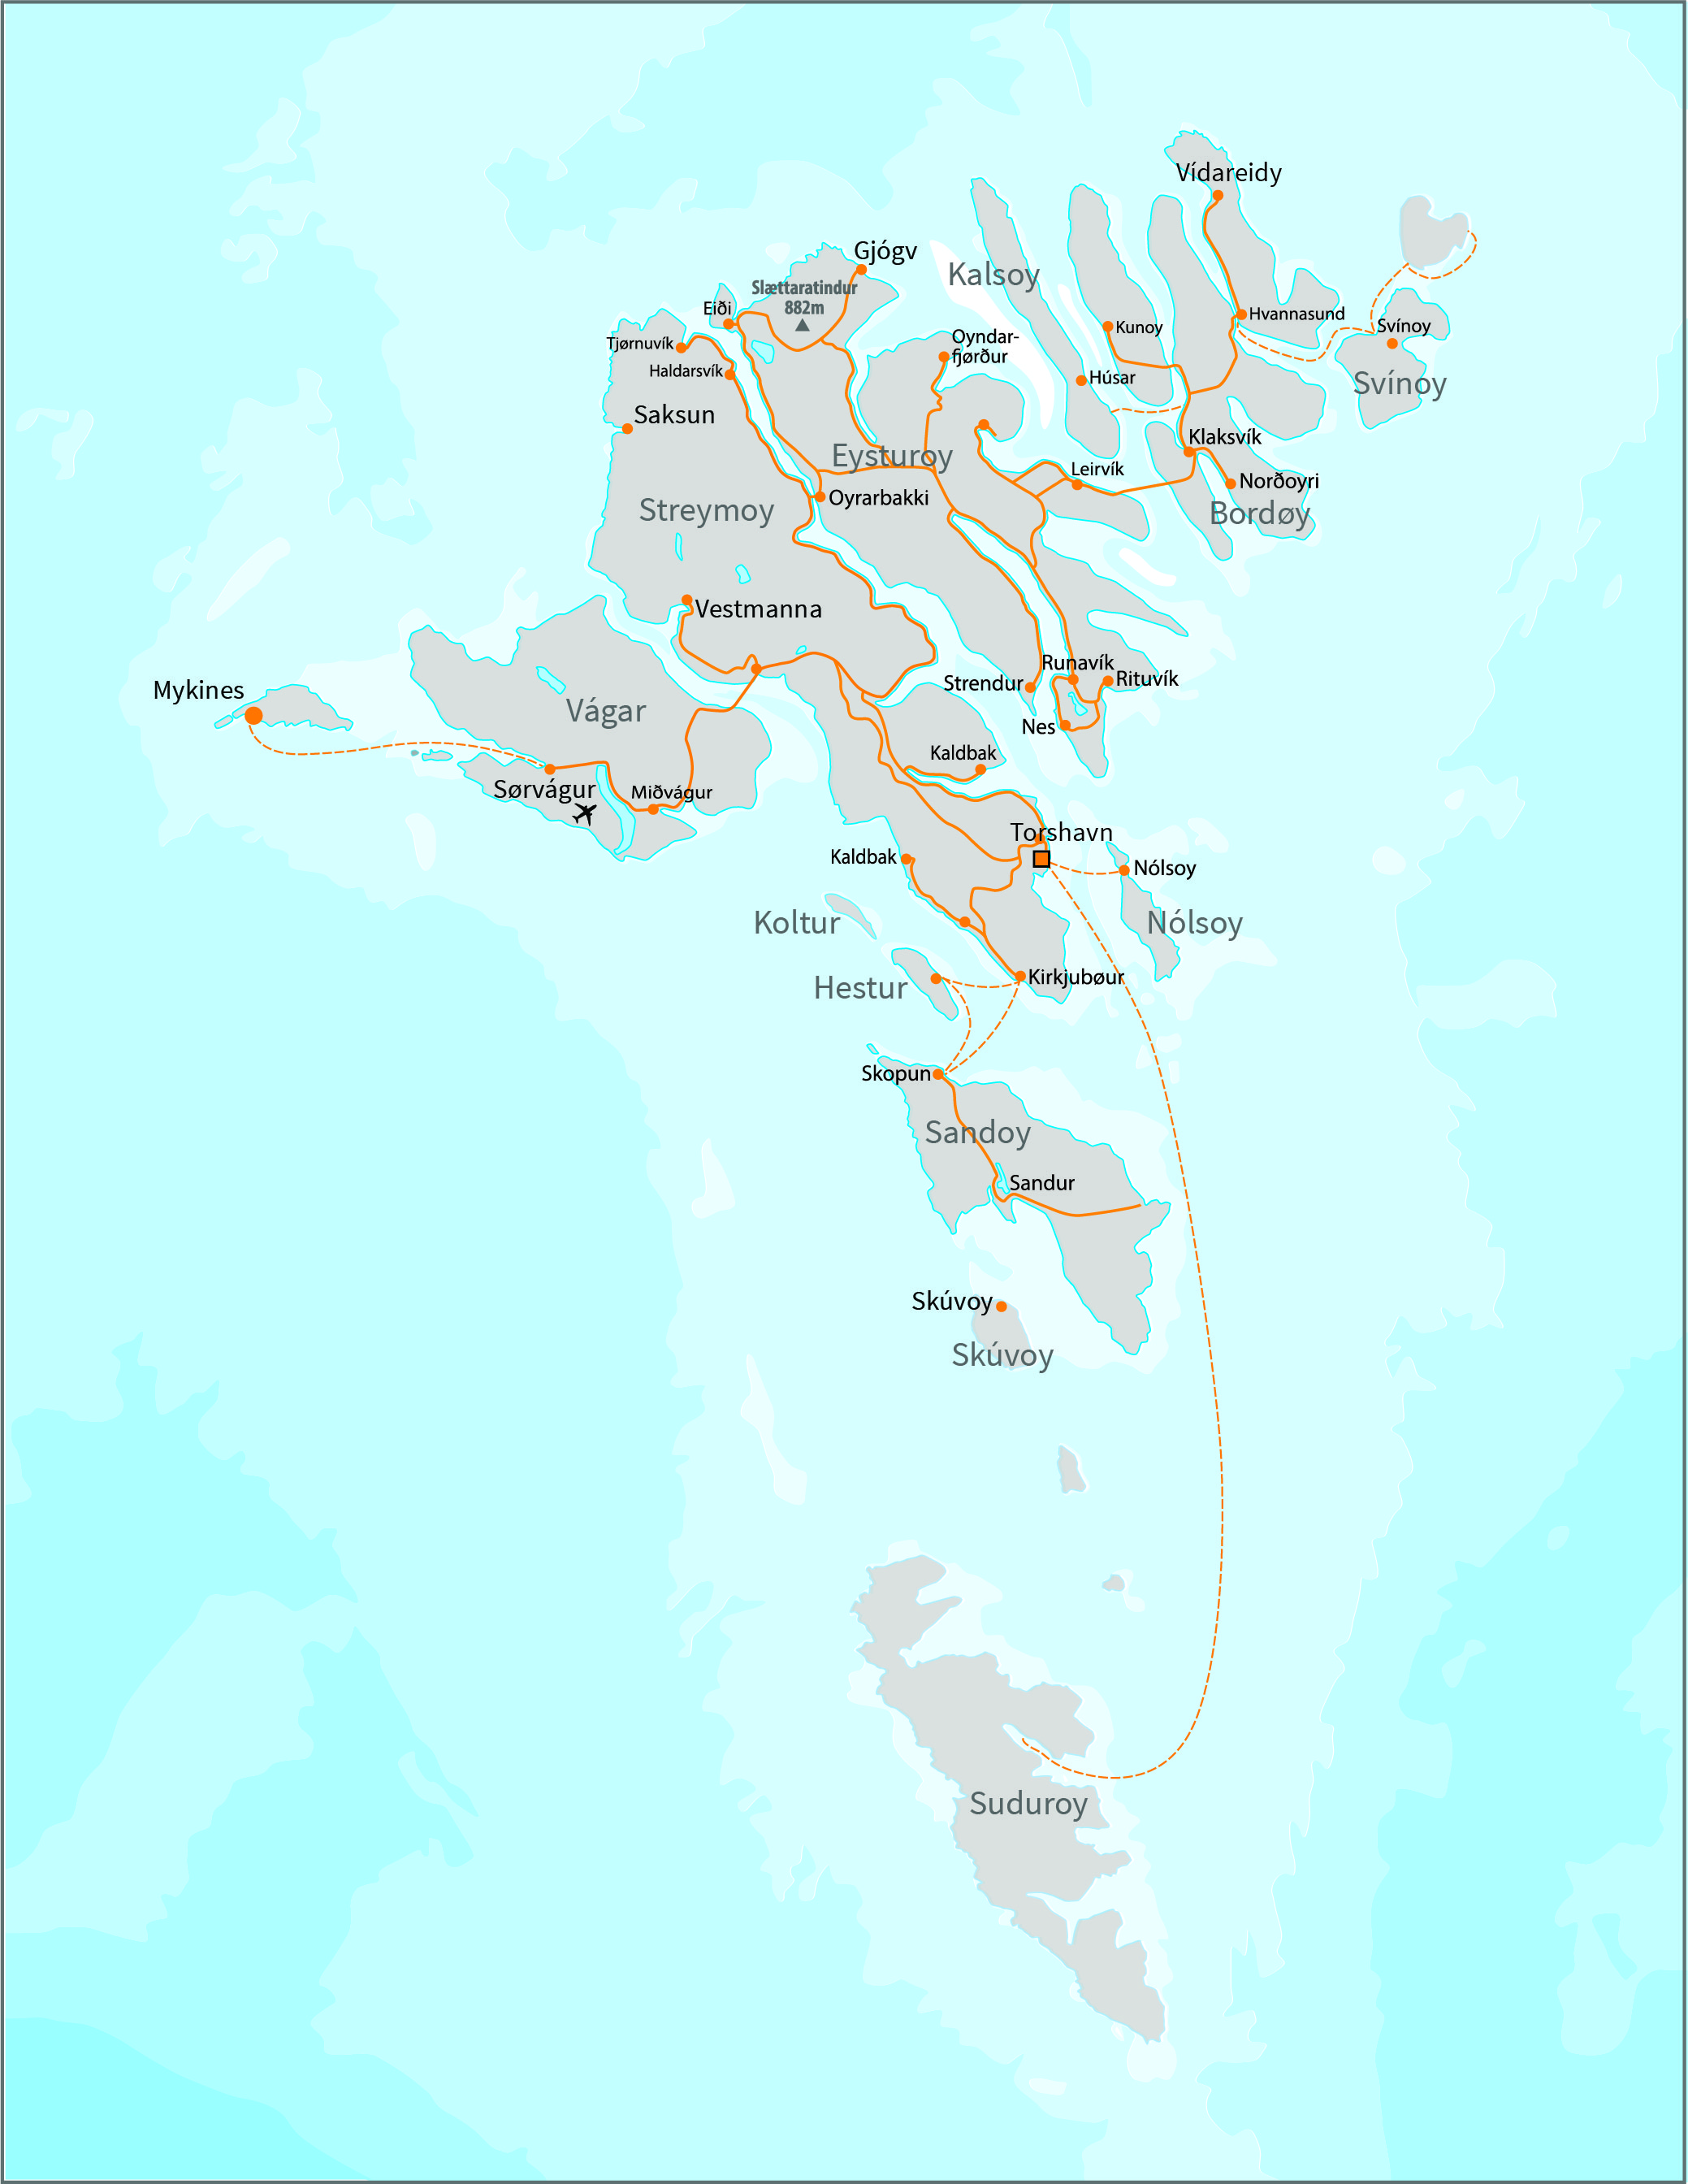 Vídareidy
Gjógv
Kalsoy
Slættaratindur
882m
Eiði
Hvannasund
Kunoy
Svínoy
Tjørnuvík
Oyndar-
fjørður
Haldarsvík
Húsar
Svínoy
Saksun
Klaksvík
Eysturoy
Leirvík
Norðoyri
Oyrarbakki
Streymoy
Bordøy
Vestmanna
Runavík
Rituvík
Strendur
Mykines
Vágar
Nes
Kaldbak
Sørvágur
Miðvágur
Torshavn
Kaldbak
Nólsoy
Koltur
Nólsoy
Kirkjubøur
Hestur
Skopun
Sandoy
Sandur
Skúvoy
Skúvoy
Suduroy